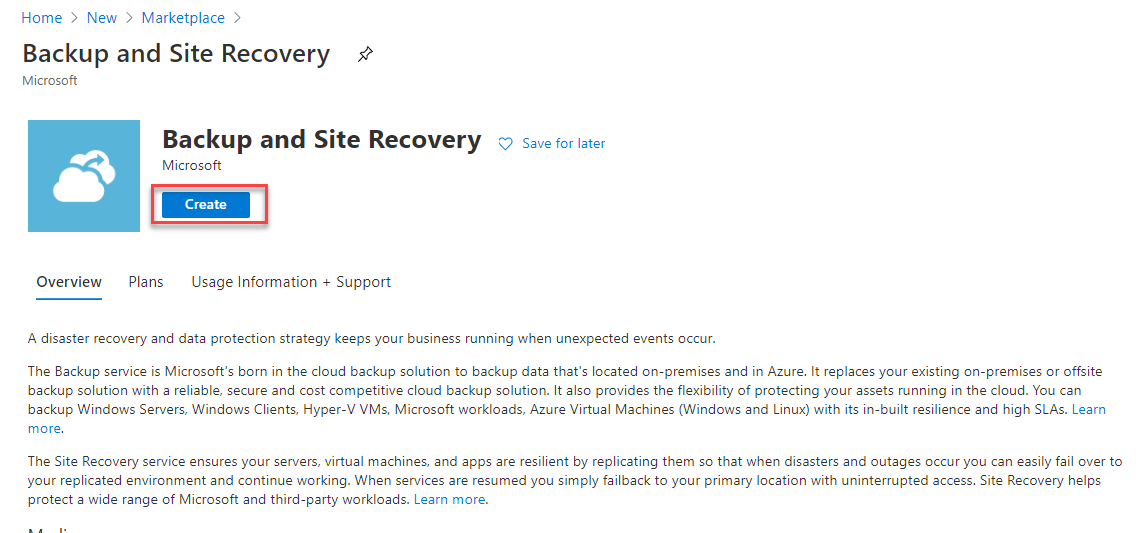 Home > New > Marketplace >
Backup and Site Recovery
Microsoft
Backup and Site Recovery
Save for later
Microsoft
Create
Overview
Plans
Usage Information + Support
A disaster recovery and data protection strategy keeps your business running when unexpected events occur.
The Backup service is Microsoft's born in the cloud backup solution to backup data that's located on-premises and in Azure. It replaces your existing on-premises or offsite
backup solution with a reliable, secure and cost competitive cloud backup solution. It also provides the flexibility of protecting your assets running in the cloud. You can
backup Windows Servers, Windows Clients, Hyper-V VMs, Microsoft workloads, Azure Virtual Machines (Windows and Linux) with its in-built resilience and high SLAs. Learn
more.
The Site Recovery service ensures your servers, virtual machines, and apps are resilient by replicating them so that when disasters and outages occur you can easily fail over to
your replicated environment and continue working. When services are resumed you simply failback to your primary location with uninterrupted access. Site Recovery helps
protect a wide range of Microsoft and third-party workloads. Learn more.